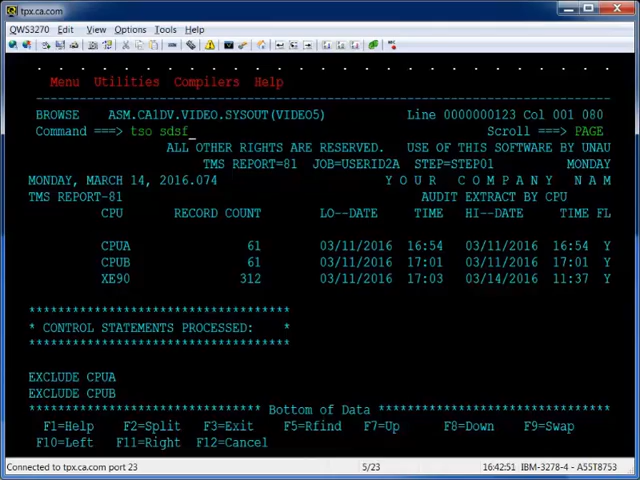 tpx.ca.com
QWS3270 Edit View Options Tools Help
Menu Utilities Compilers Help
BROWSE ASM.CA1DV.VIDEO.SYSOUT(VIDEO5) Line 0000000123 Col 001 080
Command ===> tso sdsf_ Scroll ===> PAGE
ALL OTHER RIGHTS ARE RESERVED. USE OF THIS SOFTWARE BY UNAU
TMS REPORT=81 JOB=USERID2A STEP=STEP01 MONDAY
MONDAY, MARCH 14, 2016.074 Y O U R C O M P A N Y N A M
TMS REPORT-81 AUDIT EXTRACT BY CPU
CPU RECORD COUNT LO--DATE TIME HI--DATE TIME FL
CPUA 61 03/11/2016 16:54 03/11/2016 16:54 Y
CPUB 61 03/11/2016 17:01 03/11/2016 17:01 Y
XE90 312 03/11/2016 17:03 03/14/2016 11:37 Y
***********************************
* CONTROL STATEMENTS PROCESSED: *
***********************************
EXCLUDE CPUA
EXCLUDE CPUB
******************************** Bottom of Data *******************************
F1=Help F2=Split F3=Exit F5=Rfind F7=Up F8=Down F9=Swap
F10=Left F11=Right F12=Cancel
Connected to tpx.ca.com port 23 5/23 16:42:51 IBM-3278-4 - A55T8753